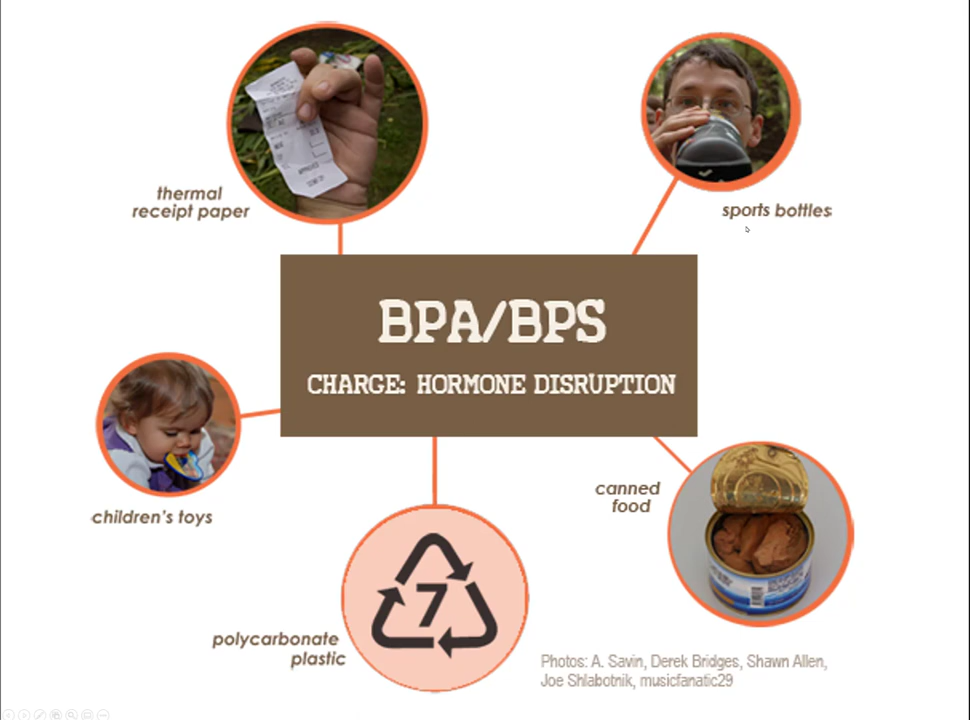 thermal
receipt paper
sports bottles
BPA/BPS
CHARGE: HORMONE DISRUPTION
children's toys
canned
food
7
polycarbonate
plastic
Photos: A. Savin, Derek Bridges, Shawn Allen,
Joe Shlabotnik, musicfanatic29